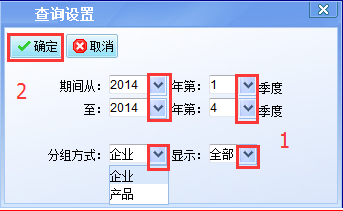 查询设置
确定 取消
期间从： 2014 年第： 1 季度
2 至： 2014 年第： 4 季度
1
分组方式： 企业 显示： 全部
企业
产品